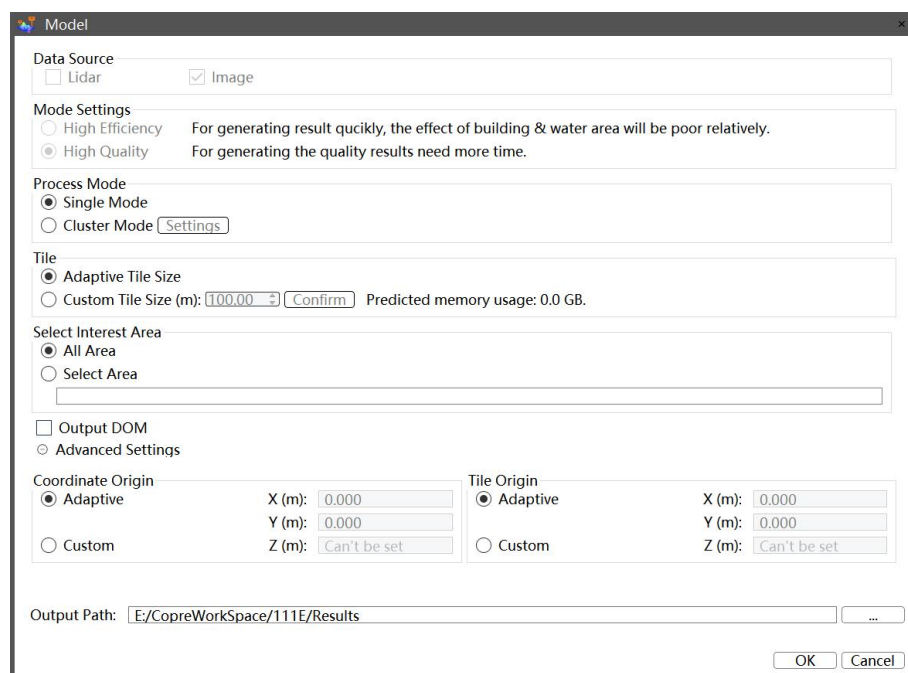 Model
Data Source
Lidar Image
Mode Settings
High Efficiency For generating result qucikly, the effect of building & water area will be poor relatively.
High Quality For generating the quality results need more time.
Process Mode
Single Mode
Cluster Mode Settings
Tile
Adaptive Tile Size
Custom Tile Size (m): 100.00 Confirm Predicted memory usage: 0.0 GB.
Select Interest Area
All Area
Select Area
Output DOM
Advanced Settings
Coordinate Origin Tile Origin
Adaptive X (m): 0.000 Adaptive X (m): 0.000
Y (m): 0.000 Y (m): 0.000
Custom Z (m): Can't be set Custom Z (m): Can't be set
Output Path: E:/CopreWorkSpace/111E/Results ...
OK Cancel